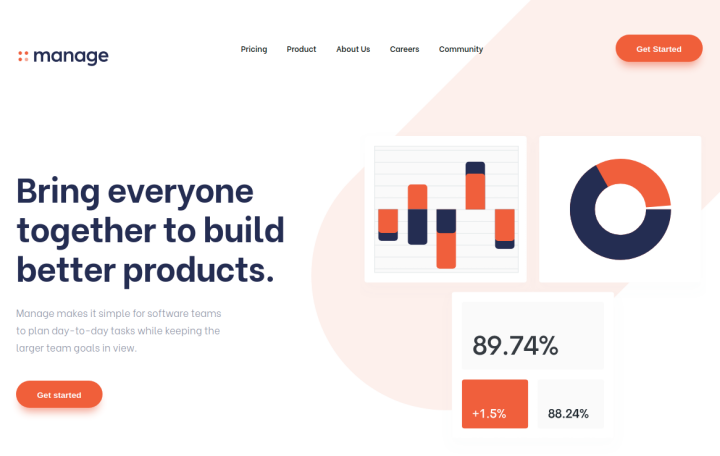 manage
Pricing
Product
About Us
Careers
Community
Get Started
Bring everyone
together to build
better products.
Manage makes it simple for software teams
to plan day-to-day tasks while keeping the
larger team goals in view.
Get started
89.74%
+1.5%
88.24%